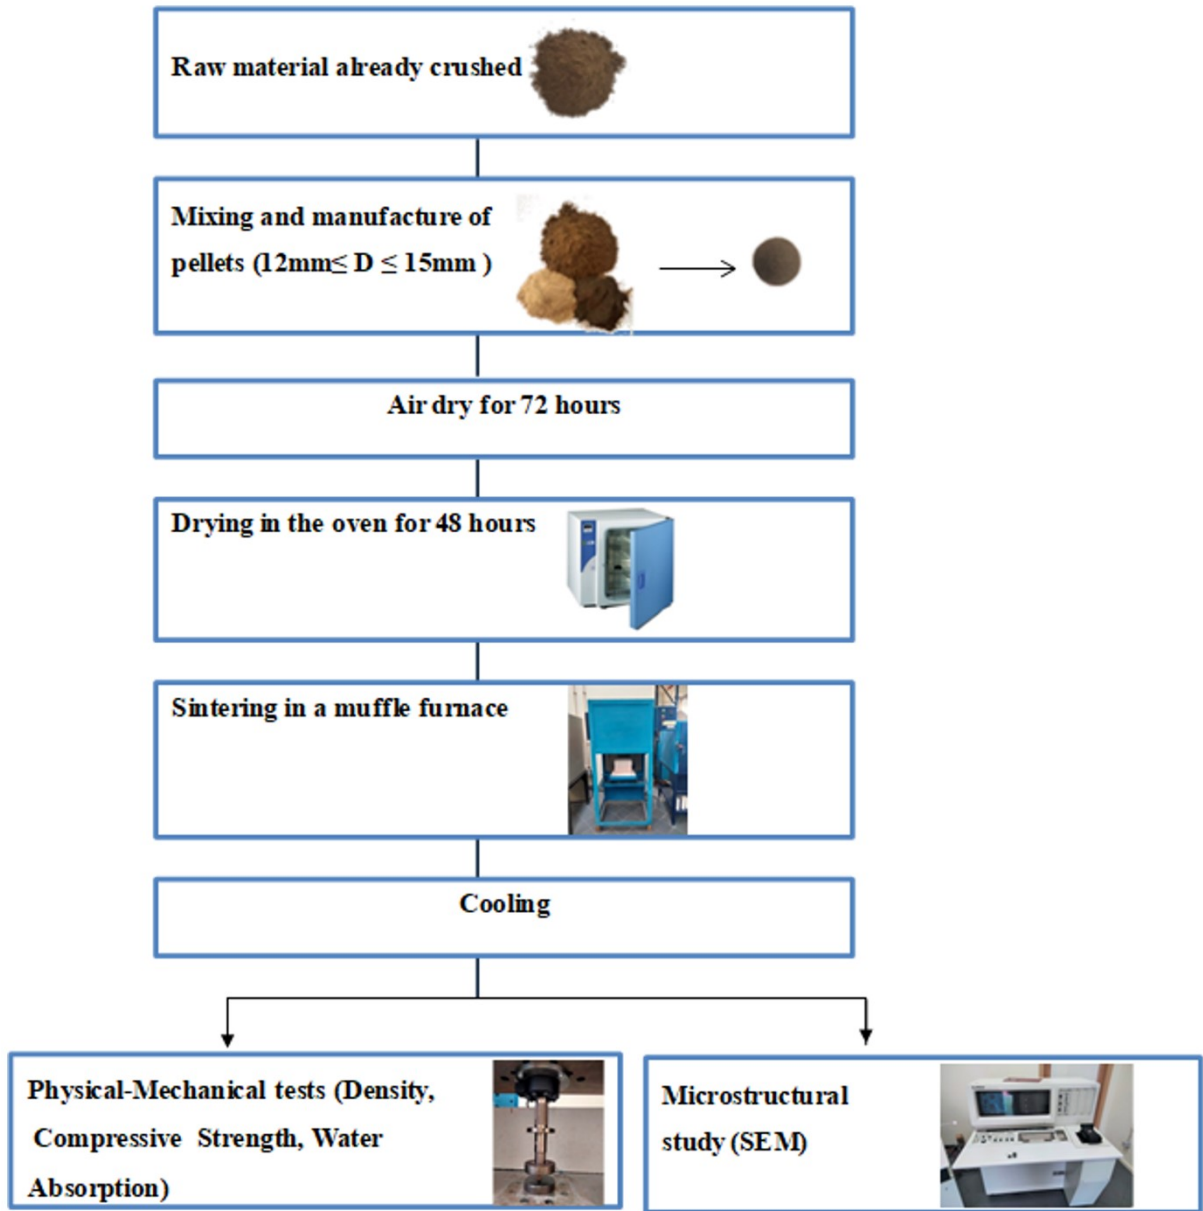 Raw material already crushed
Mixing and manufacture of
pellets (12mm≤ D ≤ 15mm )
Air dry for 72 hours
Drying in the oven for 48 hours
Sintering in a muffle furnace
Cooling
Physical-Mechanical tests (Density,
Compressive Strength, Water
Absorption)
Microstructural
study (SEM)